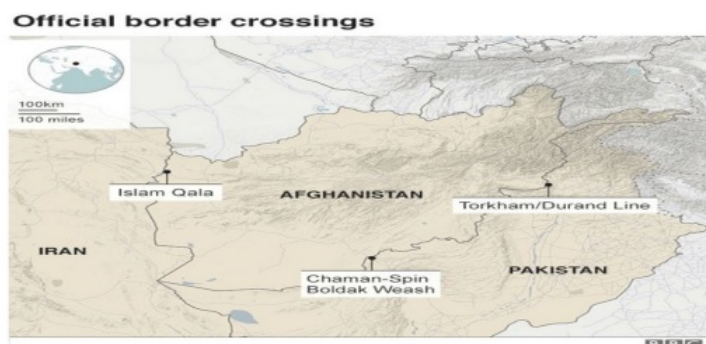 Official border crossings
100km
100 miles
Islam Qala
AFGHANISTAN
Torkham/Durand Line
IRAN
Chaman-Spin
Boldak Weash
PAKISTAN
BBC